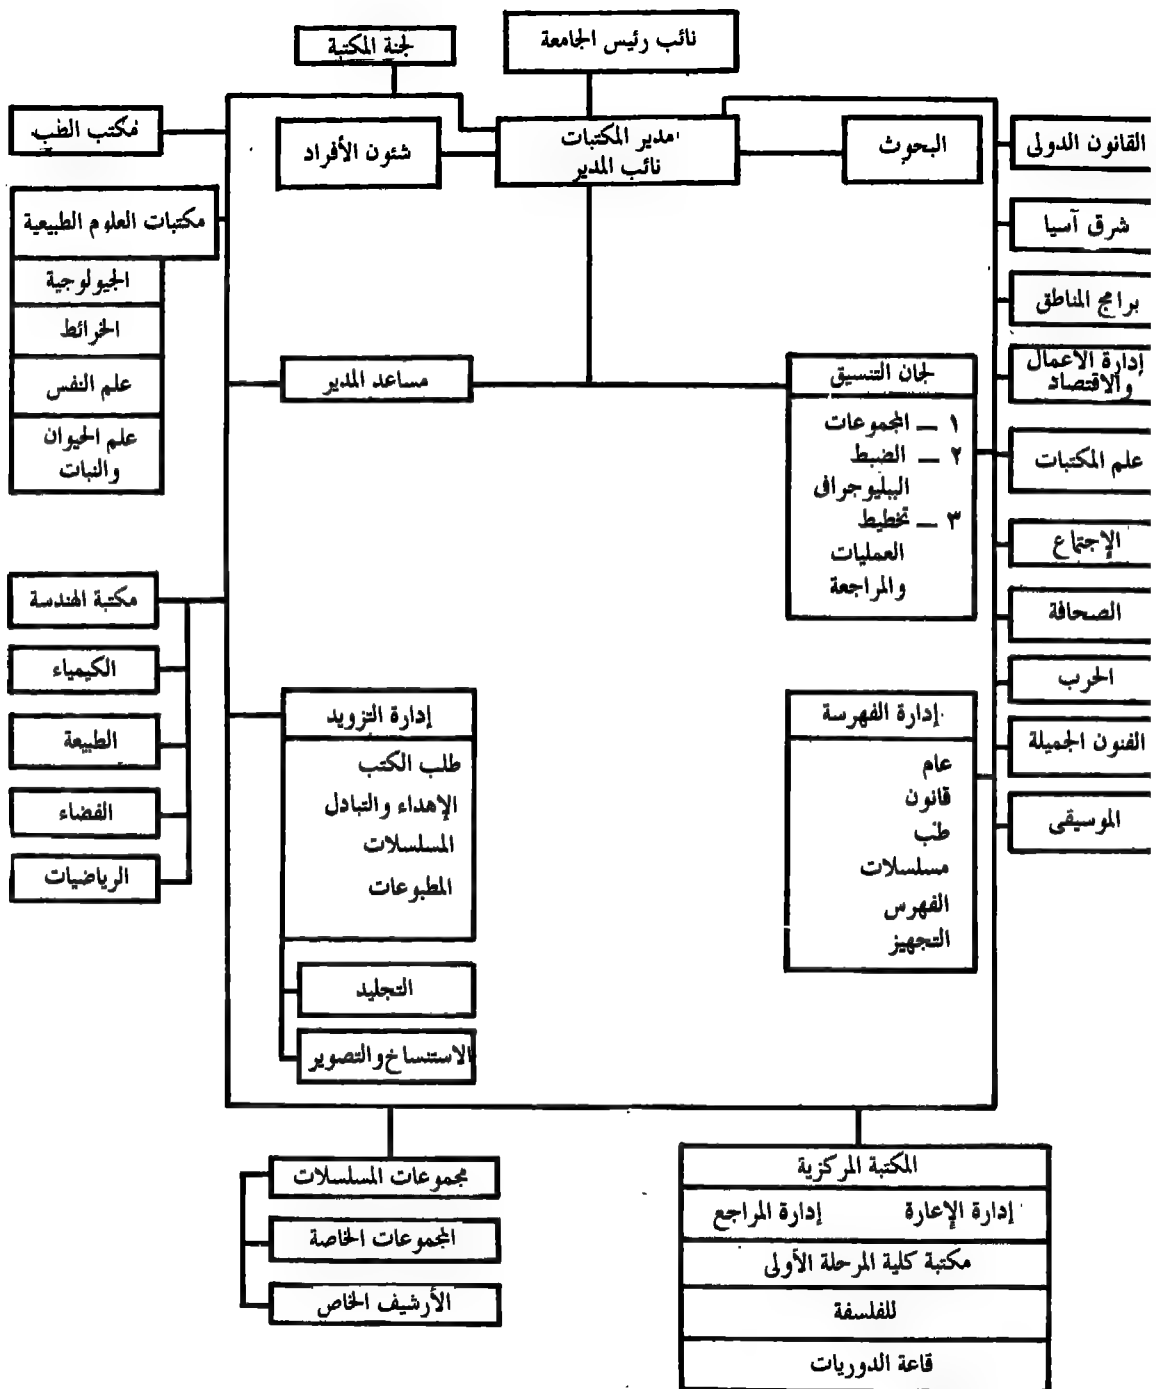 نائب رئيس الجامعة
لجنة المكتبة
مدير المكتبات
نائب المدير
البحوث
شئون الأفراد
القانون الدولى
شرق آسيا
برامج المناطق
إدارة الاعمال
والاقتصاد
علم المكتبات
الإجتماع
الصحافة
الحرب
الفنون الجميلة
الموسيقى
مكتب الطب
مكتبات العلوم الطبيعية
الجيولوجية
الخرائط
علم النفس
علم الحيوان
والنبات
مكتبة الهندسة
الكيمياء
الطبيعة
الفضاء
الرياضيات
لجان التنسيق
١ — المجموعات
٢ — الضبط
الببليوجرافى
٣ — تخطيط
العمليات
والمراجعة
مساعد المدير
إدارة الفهرسة
عام
قانون
طب
مسلسلات
الفهرس
التجهيز
إدارة التزويد
طلب الكتب
الإهداء والتبادل
المسلسلات
المطبوعات
التجليد
الاستنساخ والتصوير
المكتبة المركزية
إدارة الإعارة إدارة المراجع
مكتبة كلية المرحلة الأولى
للفلسفة
قاعة الدوريات
مجموعات المسلسلات
المجموعات الخاصة
الأرشيف الخاص